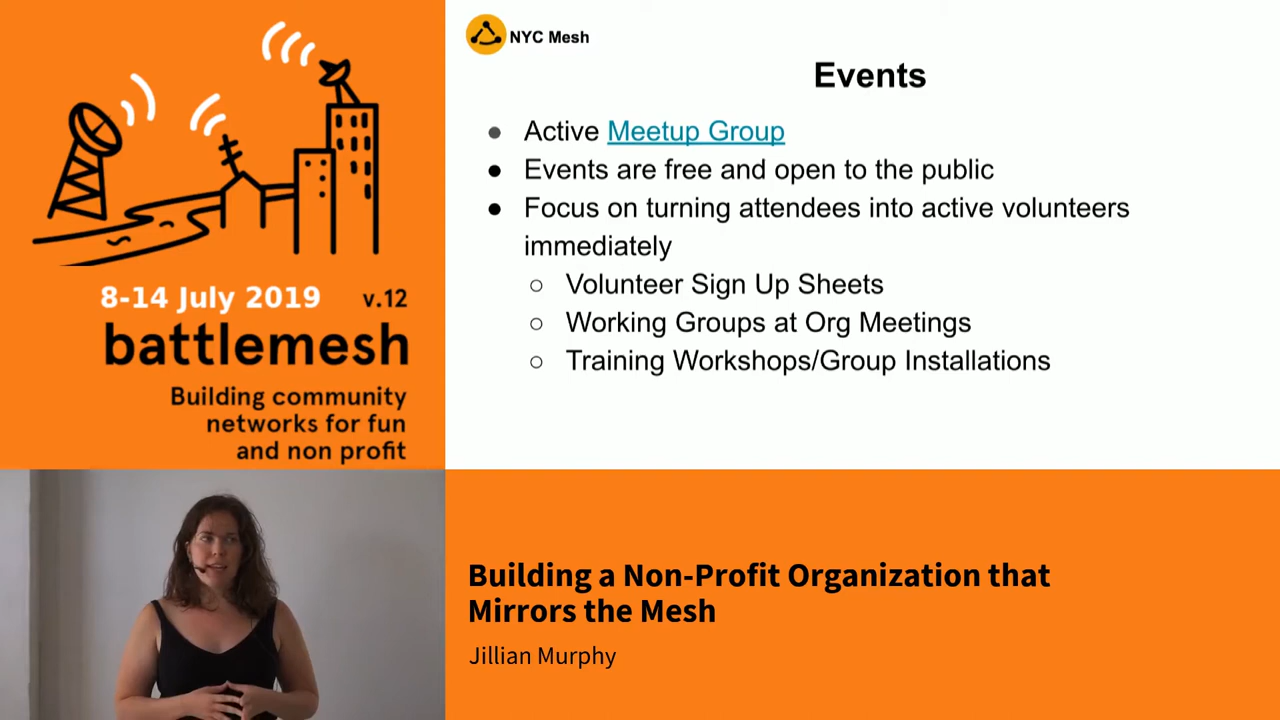 8-14 July 2019 v.12
battlemesh
Building community
networks for fun
and non profit
NYC Mesh
Events
● Active Meetup Group
● Events are free and open to the public
● Focus on turning attendees into active volunteers
immediately
○ Volunteer Sign Up Sheets
○ Working Groups at Org Meetings
○ Training Workshops/Group Installations
Building a Non-Profit Organization that
Mirrors the Mesh
Jillian Murphy